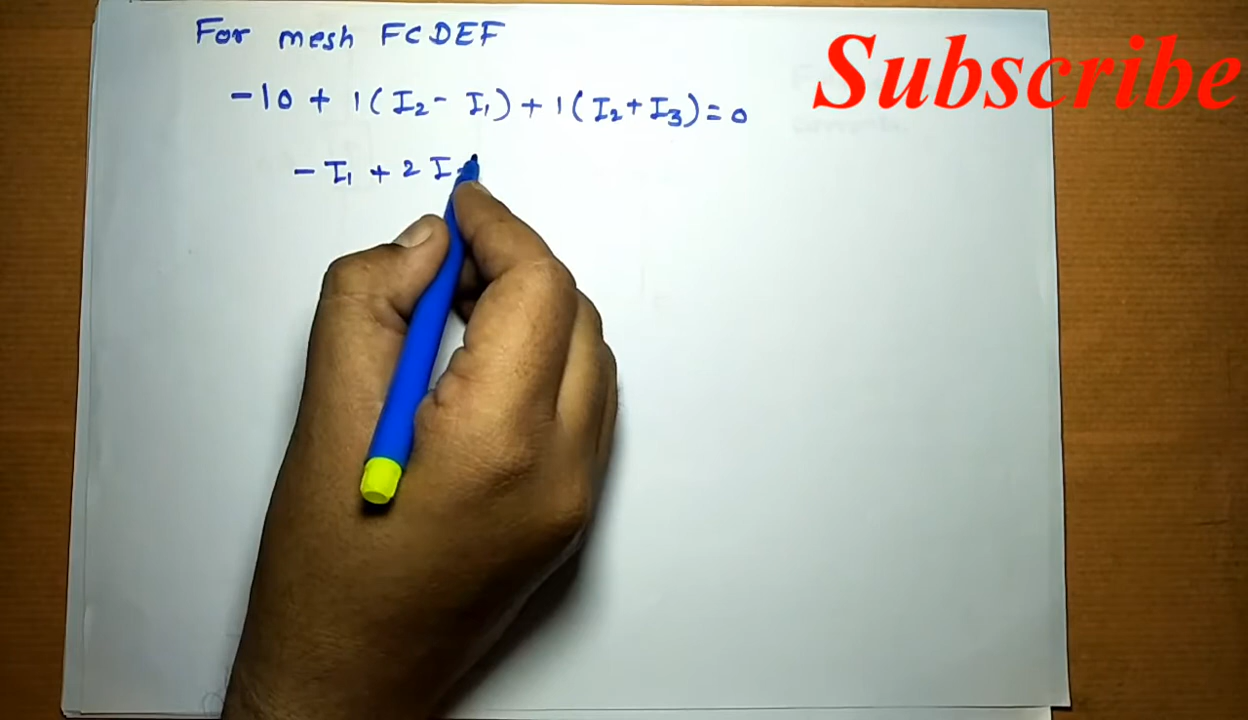 For mesh FCDEF
Subscribe
-10 + 1(I₂ - I₁) + 1(I₂ + I₃) = 0
- I₁ + 2 I